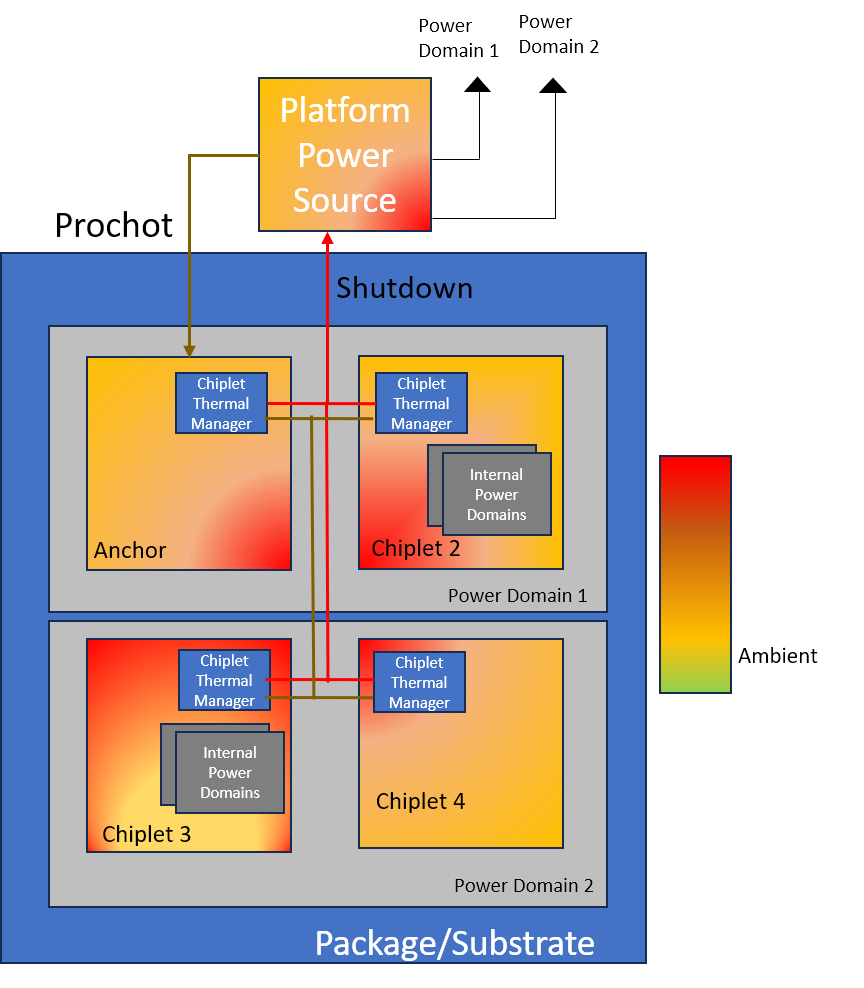 Power
Domain 1
Power
Domain 2
Platform
Power
Source
Prochot
Shutdown
Chiplet
Thermal
Manager
Chiplet
Thermal
Manager
Internal
Power
Domains
Anchor
Chiplet 2
Power Domain 1
Chiplet
Thermal
Manager
Chiplet
Thermal
Manager
Ambient
Internal
Power
Domains
Chiplet 3
Chiplet 4
Power Domain 2
Package/Substrate